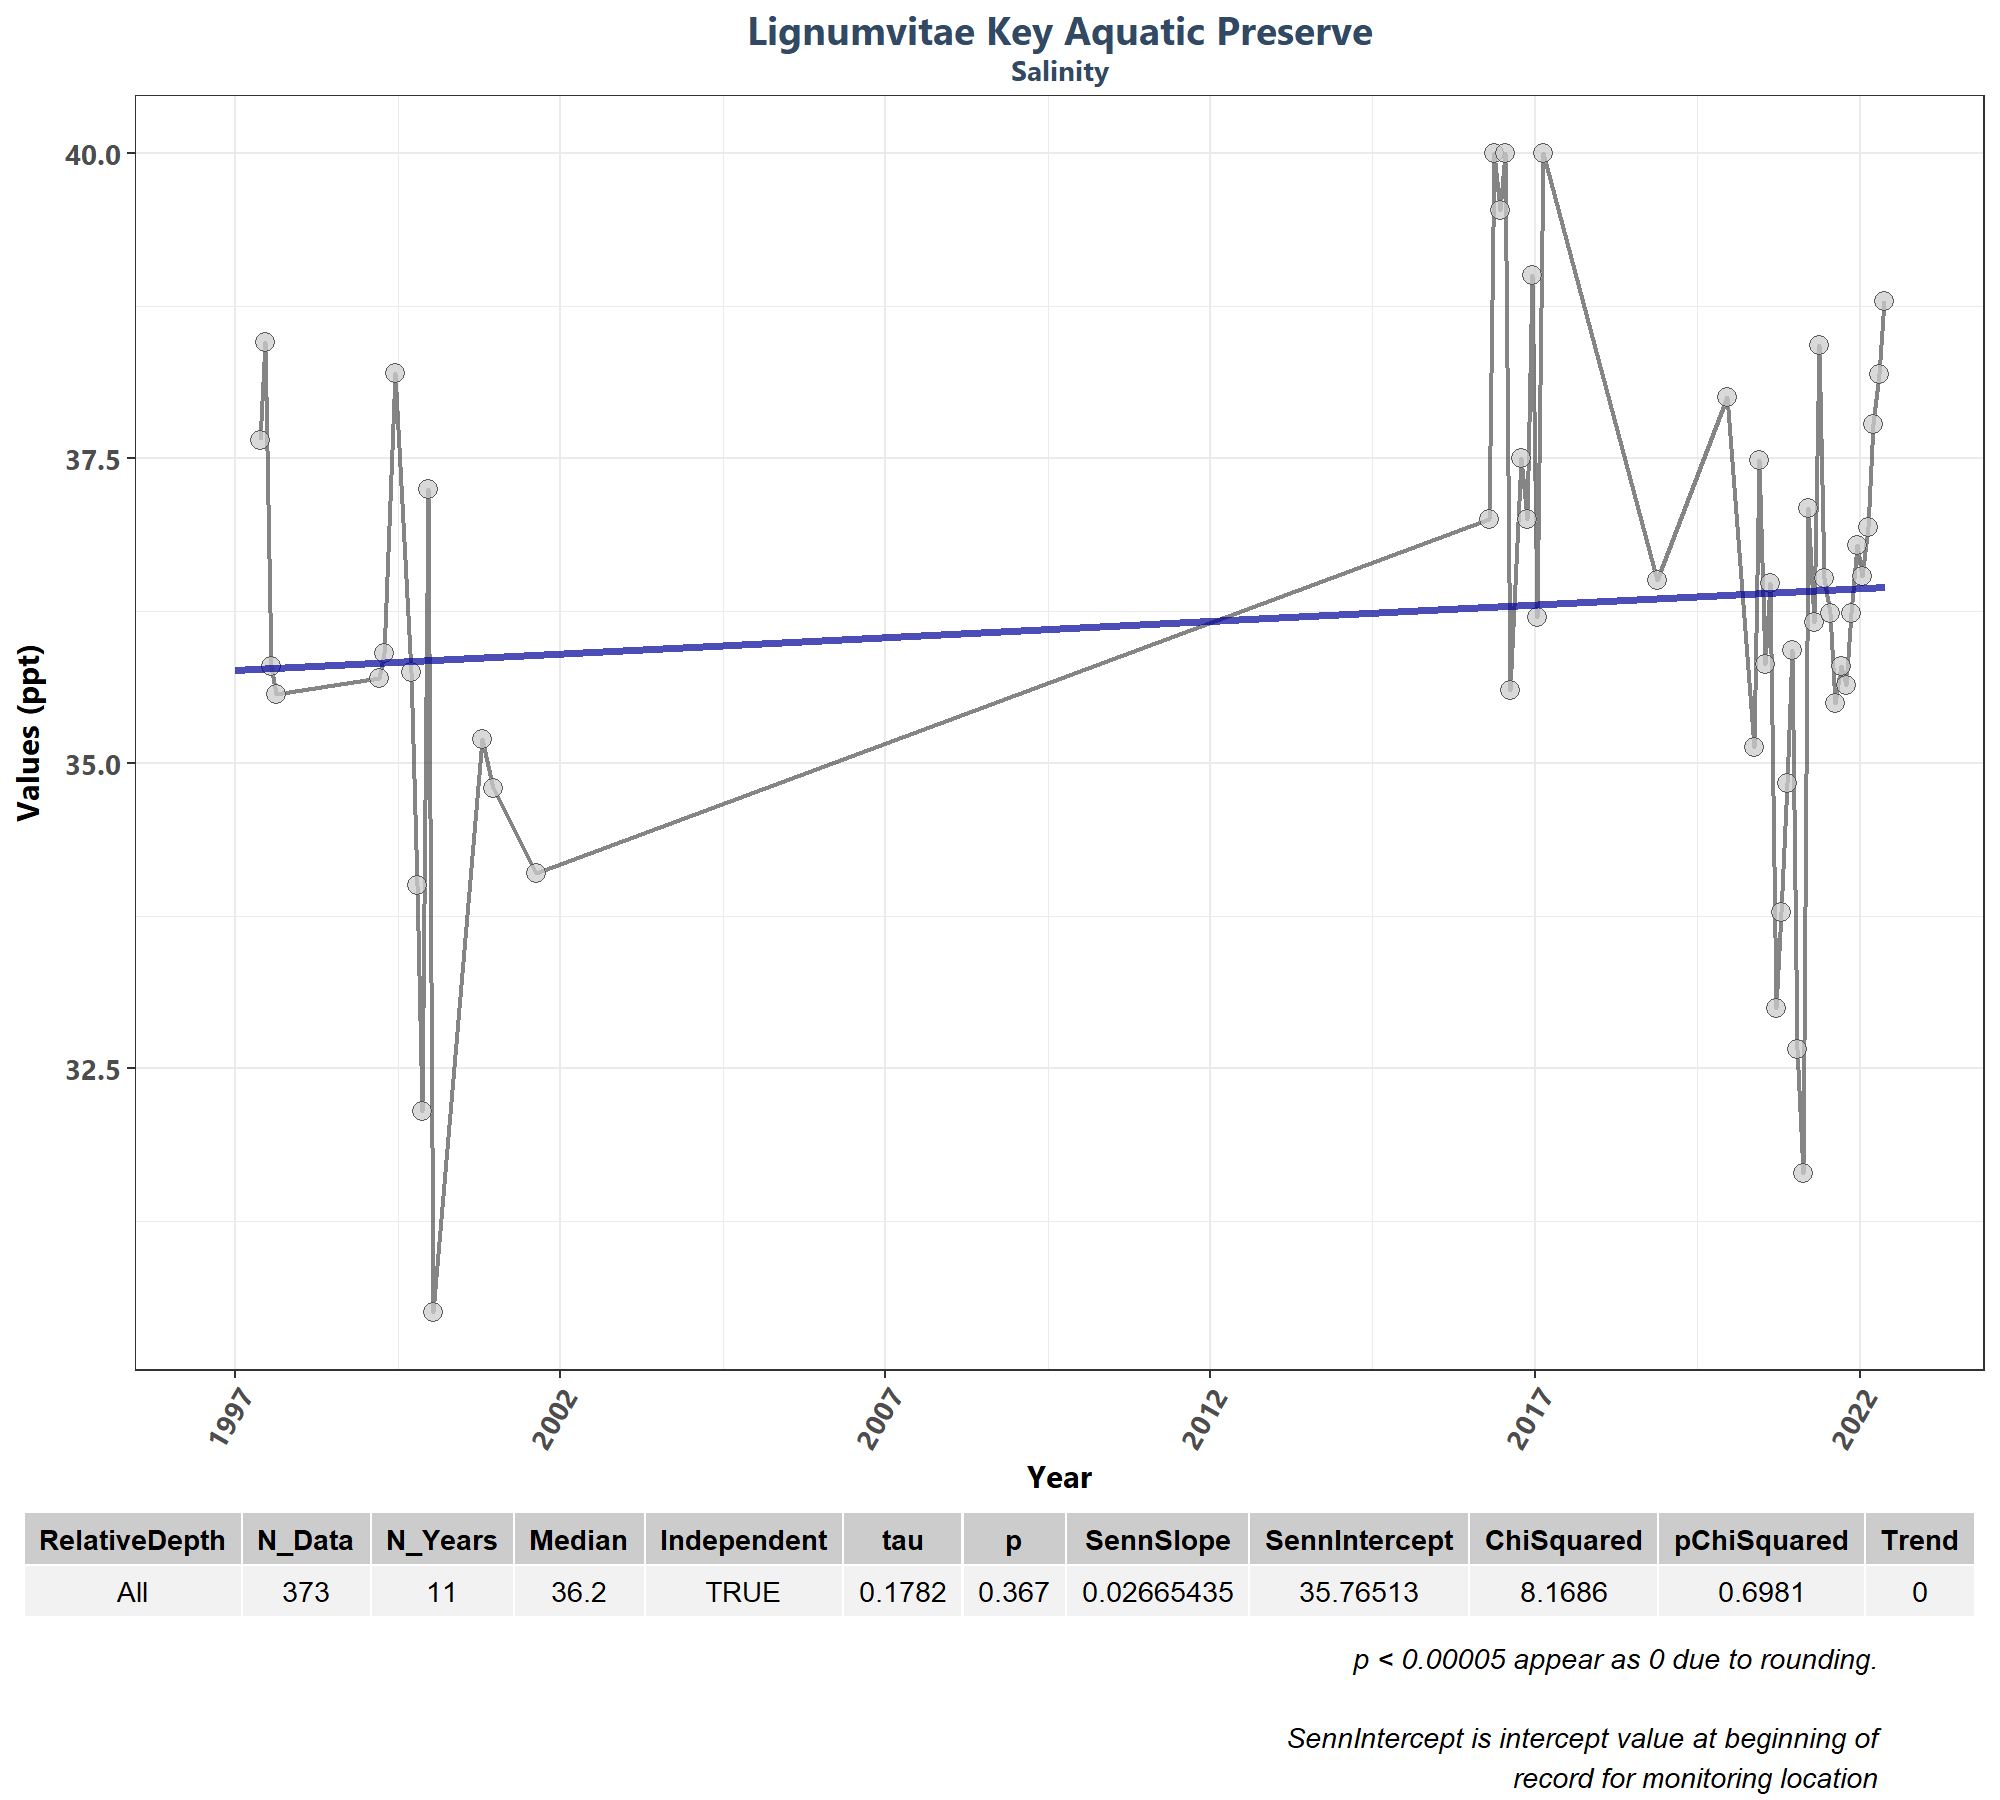 Lignumvitae Key Aquatic Preserve
Salinity
40.0
37.5
35.0
32.5
Values (ppt)
1997
2002
2007
2012
2017
2022
Year
RelativeDepth N_Data N_Years Median Independent tau p SennSlope SennIntercept ChiSquared pChiSquared Trend
All 373 11 36.2 TRUE 0.1782 0.367 0.02665435 35.76513 8.1686 0.6981 0
p < 0.00005 appear as 0 due to rounding.
SennIntercept is intercept value at beginning of
record for monitoring location